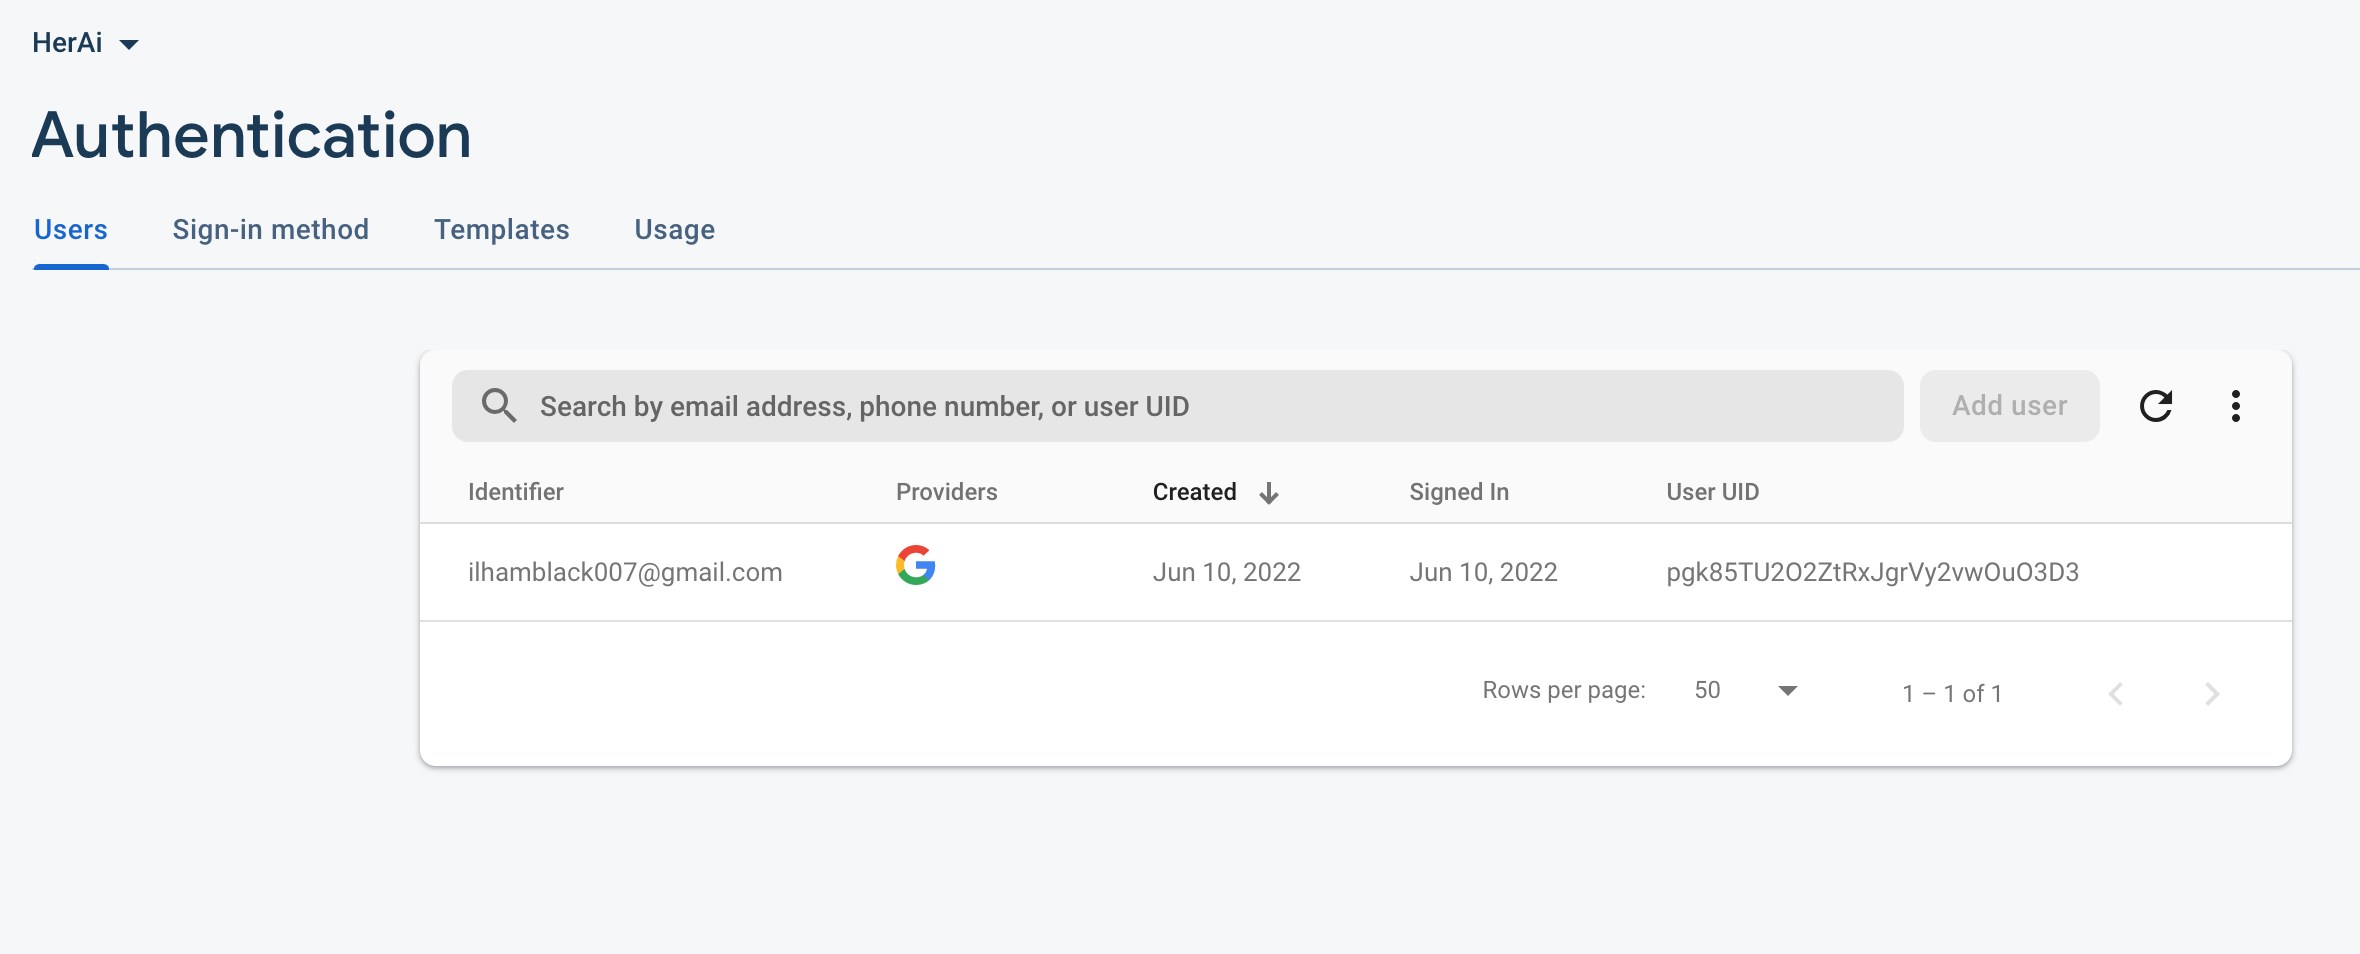 HerAi
Authentication
Users Sign-in method Templates Usage
Search by email address, phone number, or user UID Add user
Identifier Providers Created Signed In User UID
ilhamblack007@gmail.com Jun 10, 2022 Jun 10, 2022 pgk85TU2O2ZtRxJgrVy2vwOuO3D3
Rows per page: 50 1 – 1 of 1